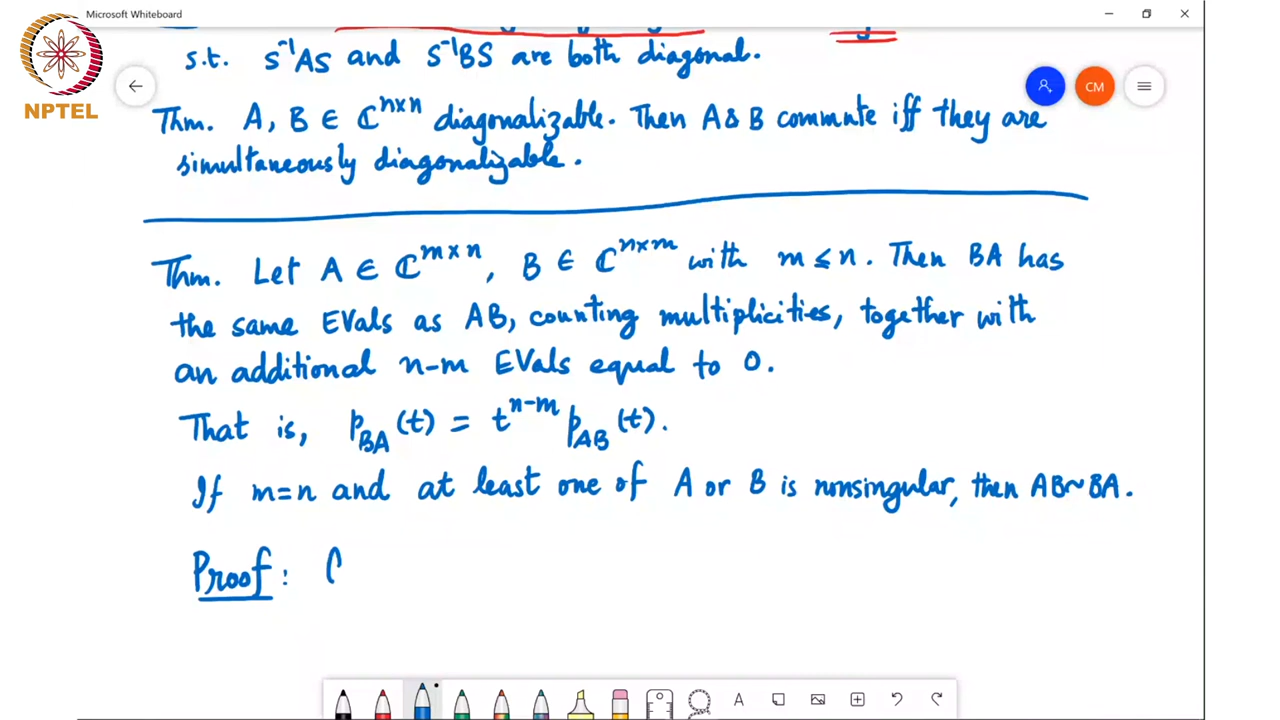 Microsoft Whiteboard
s.t. S⁻¹AS and S⁻¹BS are both diagonal.
NPTEL
CM
Thm. A, B ∈ ℂⁿˣⁿ diagonalizable. Then A & B commute iff they are
simultaneously diagonalizable.
Thm. Let A ∈ ℂᵐˣⁿ, B ∈ ℂⁿˣᵐ with m ≤ n. Then BA has
the same EVals as AB, counting multiplicities, together with
an additional n-m EVals equal to 0.
That is, p_BA(t) = tⁿ⁻ᵐ p_AB(t).
If m=n and at least one of A or B is nonsingular, then AB~BA.
Proof: (